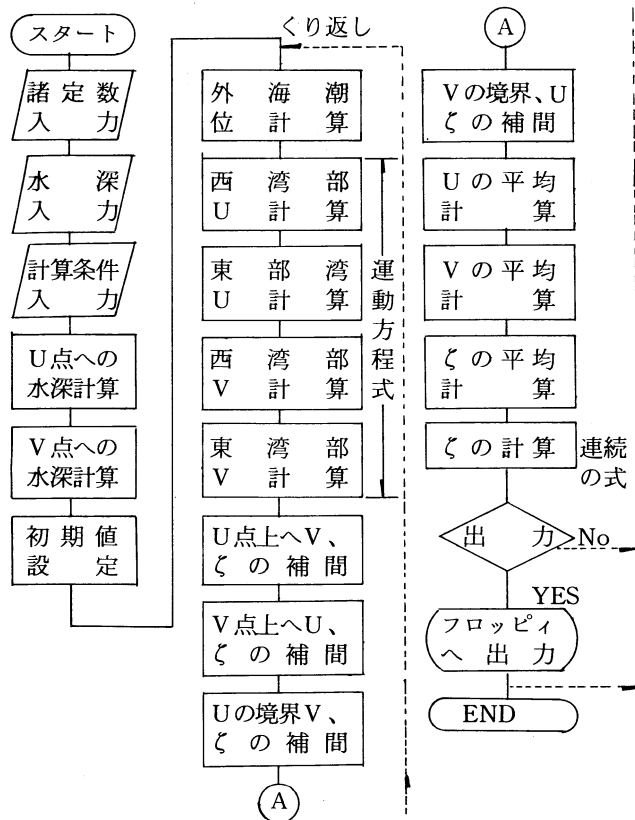 スタート
諸定数
入力
水深
入力
計算条件
入力
U点への
水深計算
V点への
水深計算
初期値
設定
くり返し
外海潮
位計算
西湾部
U計算
東部湾
U計算
西湾部
V計算
東湾部
V計算
運動方程式
U点上へV、
ζの補間
V点上へU、
ζの補間
Uの境界V、
ζの補間
A
A
Vの境界、U
ζの補間
Uの平均
計算
Vの平均
計算
ζの平均
計算
ζの計算
連続
の式
出力
No
YES
フロッピィ
へ出力
END